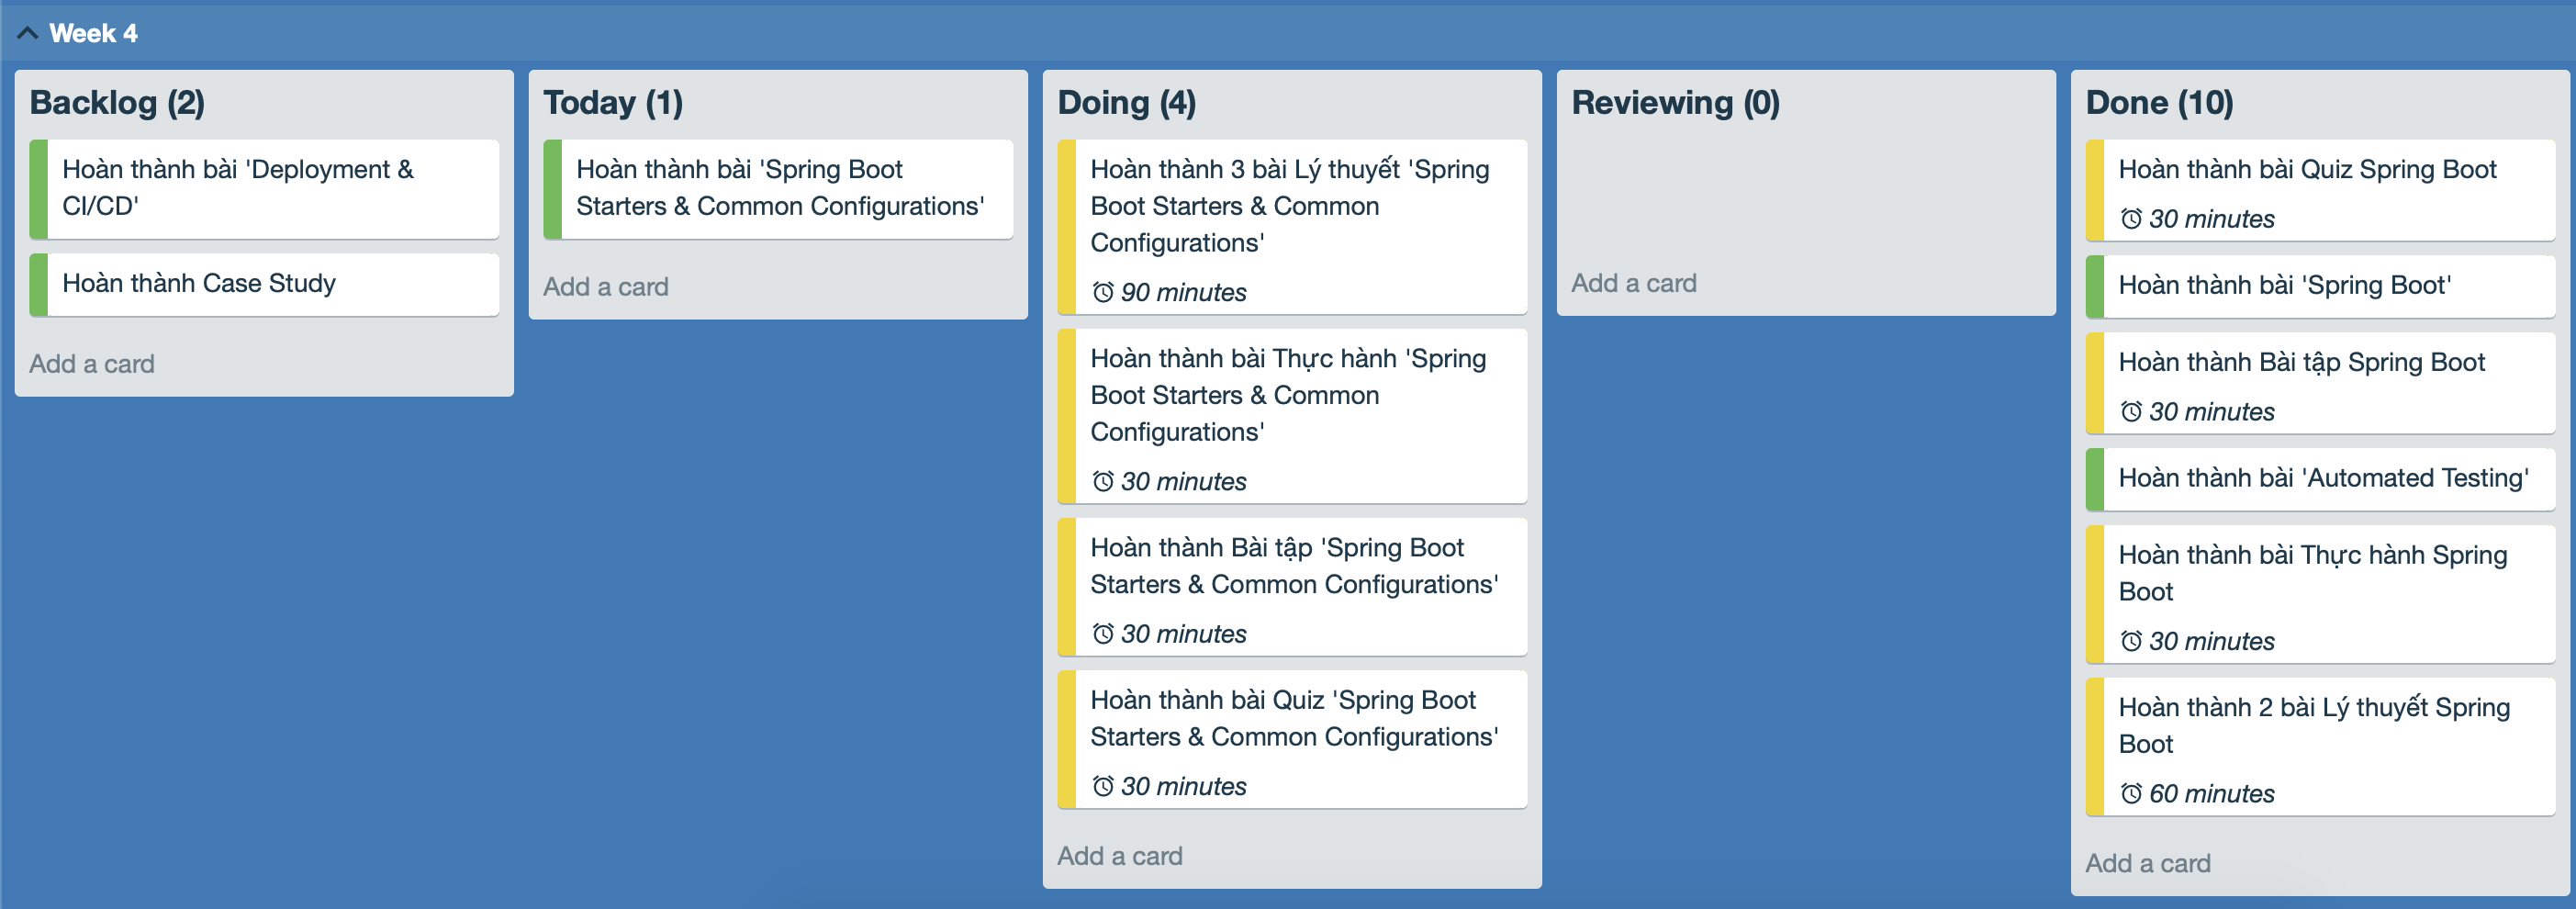 Week 4
Backlog (2)
Hoàn thành bài 'Deployment &
CI/CD'
Hoàn thành Case Study
Add a card
Today (1)
Hoàn thành bài 'Spring Boot
Starters & Common Configurations'
Add a card
Doing (4)
Hoàn thành 3 bài Lý thuyết 'Spring
Boot Starters & Common
Configurations'
90 minutes
Hoàn thành bài Thực hành 'Spring
Boot Starters & Common
Configurations'
30 minutes
Hoàn thành Bài tập 'Spring Boot
Starters & Common Configurations'
30 minutes
Hoàn thành bài Quiz 'Spring Boot
Starters & Common Configurations'
30 minutes
Add a card
Reviewing (0)
Add a card
Done (10)
Hoàn thành bài Quiz Spring Boot
30 minutes
Hoàn thành bài 'Spring Boot'
Hoàn thành Bài tập Spring Boot
30 minutes
Hoàn thành bài 'Automated Testing'
Hoàn thành bài Thực hành Spring
Boot
30 minutes
Hoàn thành 2 bài Lý thuyết Spring
Boot
60 minutes
Add a card